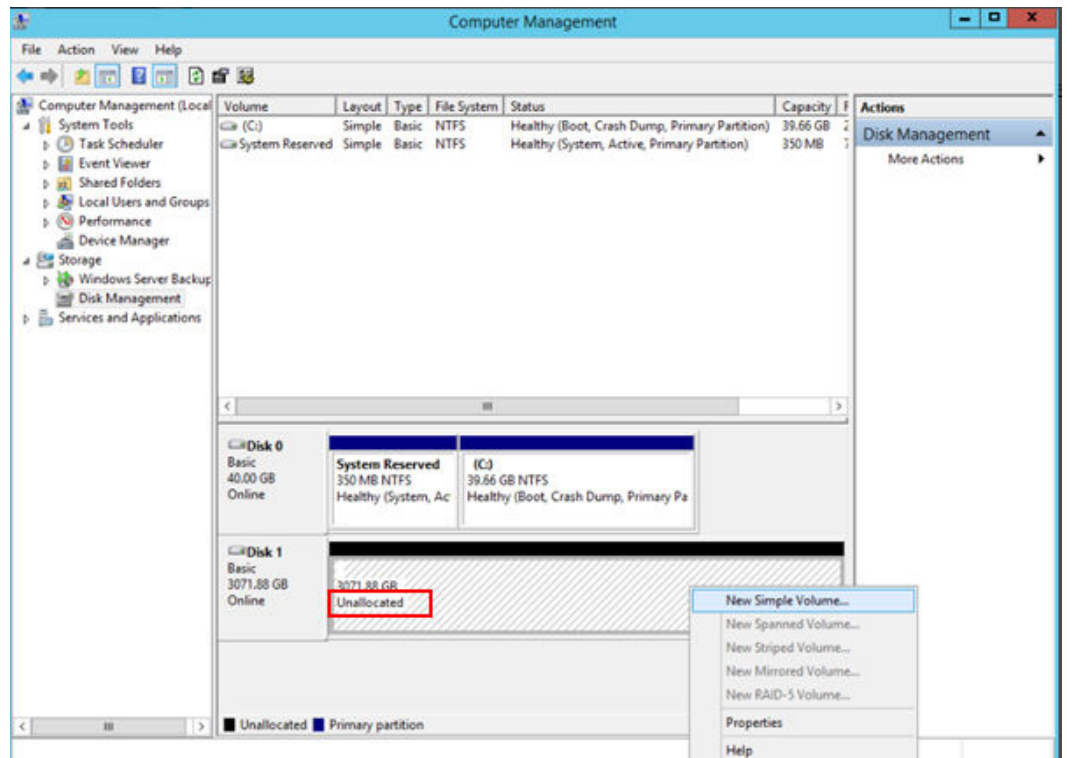 Computer Management
File Action View Help
Computer Management (Local
System Tools
Task Scheduler
Event Viewer
Shared Folders
Local Users and Groups
Performance
Device Manager
Storage
Windows Server Backup
Disk Management
Services and Applications
Volume Layout Type File System Status Capacity F
(C:) Simple Basic NTFS Healthy (Boot, Crash Dump, Primary Partition) 39.66 GB 2
System Reserved Simple Basic NTFS Healthy (System, Active, Primary Partition) 350 MB 7
Disk 0
Basic
40.00 GB
Online
System Reserved
350 MB NTFS
Healthy (System, Ac
(C:)
39.66 GB NTFS
Healthy (Boot, Crash Dump, Primary Pa
Disk 1
Basic
3071.88 GB
Online
3071.88 GB
Unallocated
New Simple Volume...
New Spanned Volume...
New Striped Volume...
New Mirrored Volume...
New RAID-5 Volume...
Properties
Help
Unallocated Primary partition
Actions
Disk Management
More Actions